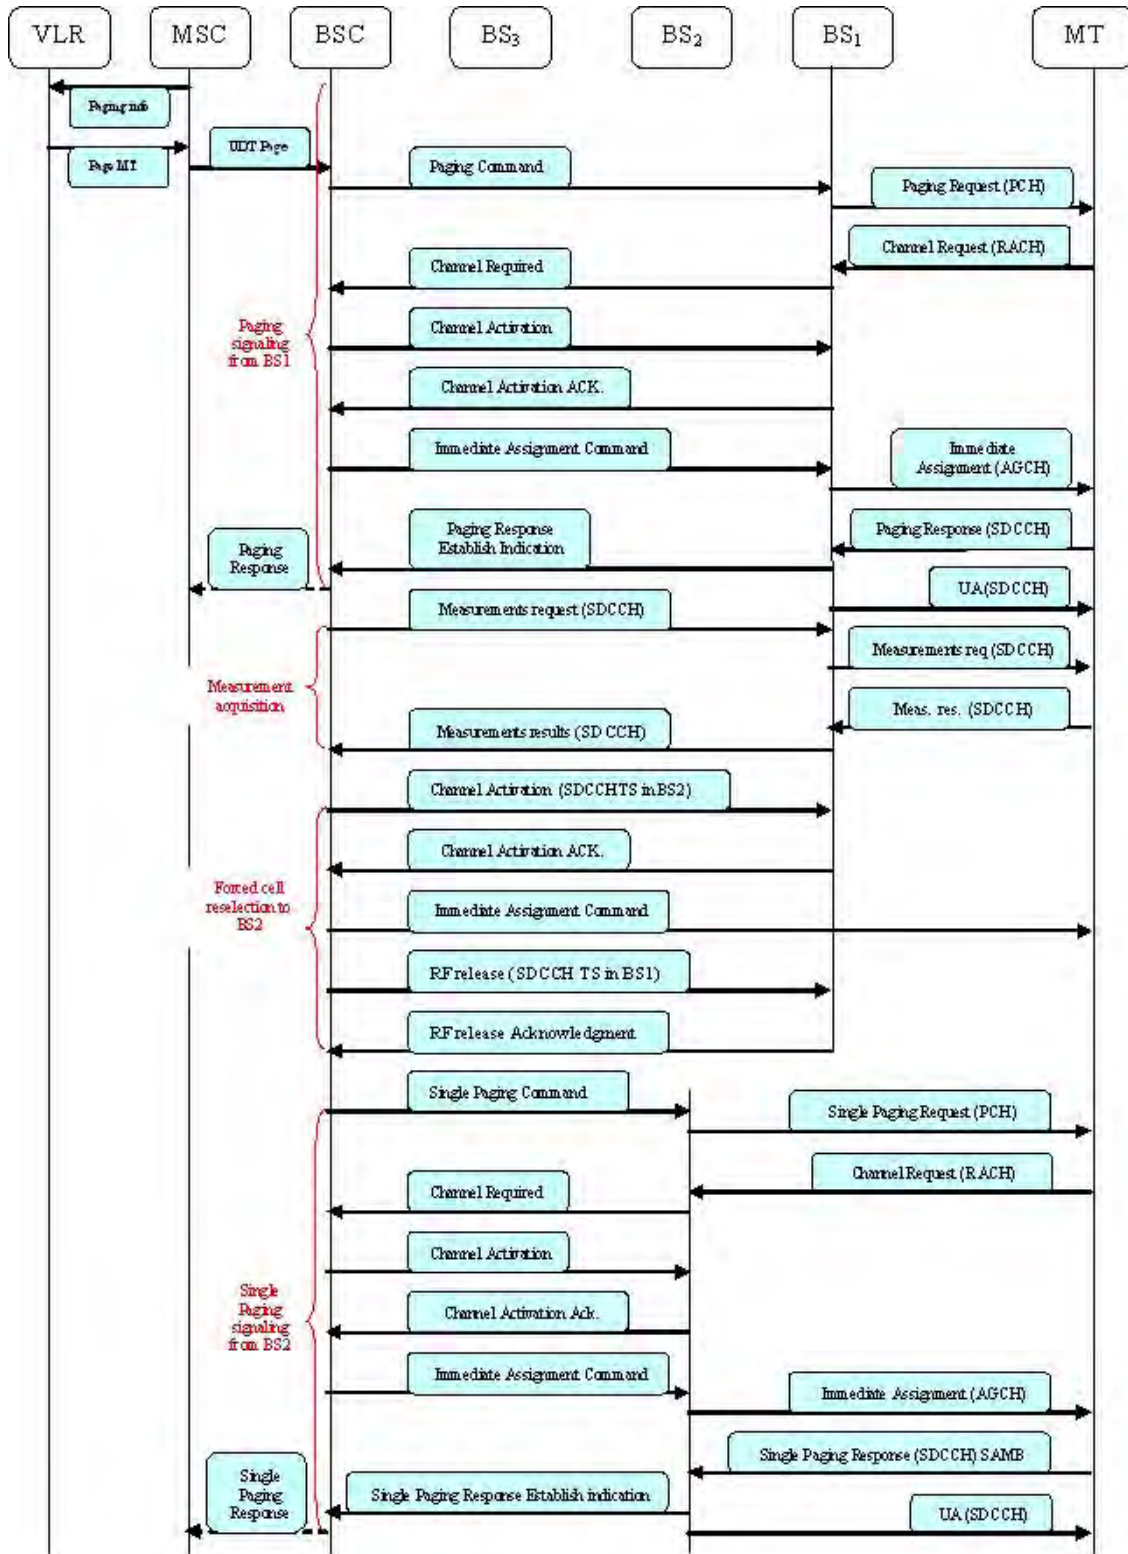 VLR
MSC
BSC
BS3
BS2
BS1
MT
Paging info
UDT Page
Page MT
Paging Command
Paging Request (PCH)
Channel Request (RACH)
Channel Required
Paging
signaling
from BS1
Channel Activation
Channel Activation ACK.
Immediate Assignment Command
Immediate
Assignment (AGCH)
Paging Response
Establish Indication
Paging Response (SDCCH)
Paging
Response
UA(SDCCH)
Measurements request (SDCCH)
Measurements req (SDCCH)
Measurement
acquisition
Meas. res. (SDCCH)
Measurements results (SDCCH)
Channel Activation (SDCCHTS in BS2)
Channel Activation ACK.
Forced cell
reselection to
BS2
Immediate Assignment Command
RF release (SDCCH TS in BS1)
RF release Acknowledgment
Single Paging Command
Single Paging Request (PCH)
Channel Request (RACH)
Channel Required
Channel Activation
Single
Paging
signaling
from BS2
Channel Activation Ack.
Immediate Assignment Command
Immediate Assignment (AGCH)
Single Paging Response (SDCCH) SAMB
Single
Paging
Response
Single Paging Response Establish indication
UA (SDCCH)